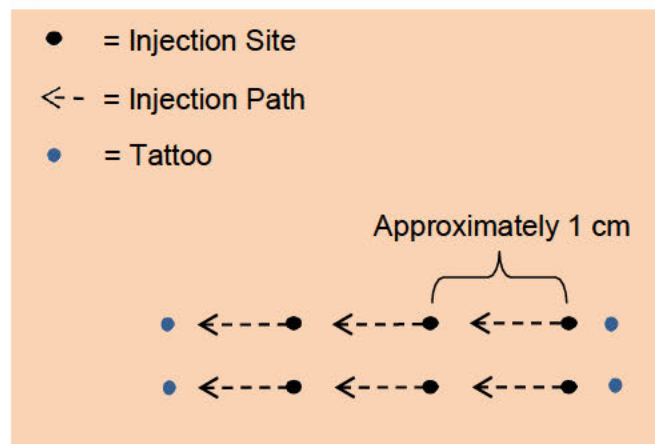 = Injection Site
= Injection Path
= Tattoo
Approximately 1 cm